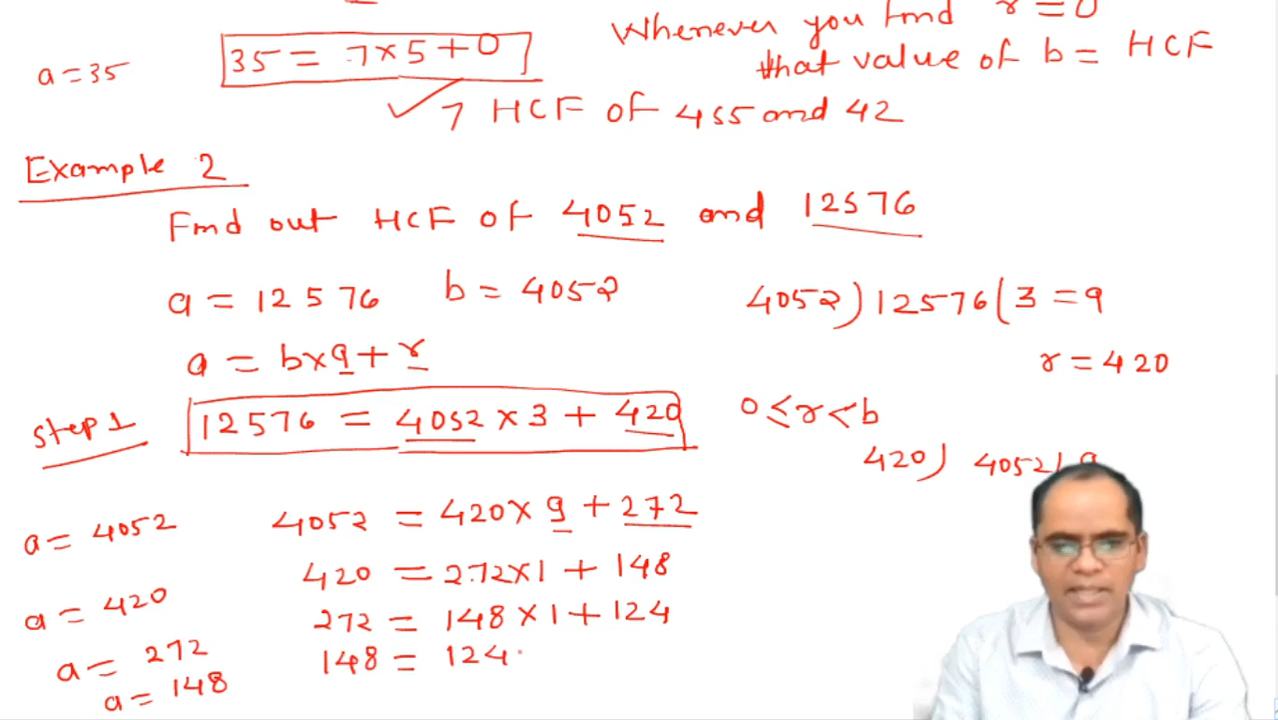 Whenever you find r = 0
a = 35 35 = 7 × 5 + 0 that value of b = HCF
7 HCF of 455 and 42
Example 2
Find out HCF of 4052 and 12576
a = 12576 b = 4052 4052 ) 12576 ( 3 = q
a = b × q + r r = 420
Step 1 12576 = 4052 × 3 + 420 0 ≤ r < b
420 ) 4052 ( 9
a = 4052 4052 = 420 × 9 + 272
a = 420 420 = 272 × 1 + 148
a = 272 272 = 148 × 1 + 124
a = 148 148 = 124